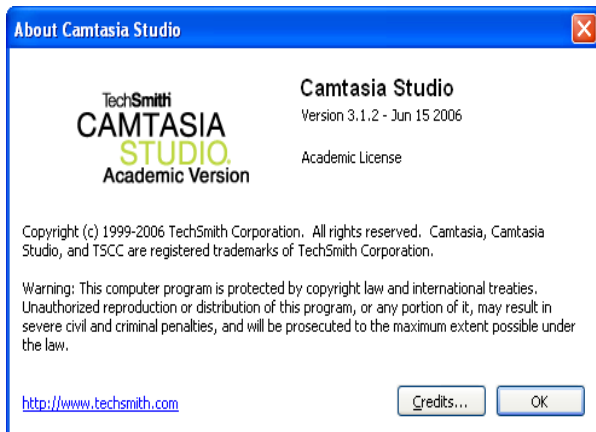 About Camtasia Studio
TechSmith
CAMTASIA
STUDIO.
Academic Version
Camtasia Studio
Version 3.1.2 - Jun 15 2006
Academic License
Copyright (c) 1999-2006 TechSmith Corporation.  All rights reserved.  Camtasia, Camtasia
Studio, and TSCC are registered trademarks of TechSmith Corporation.
Warning: This computer program is protected by copyright law and international treaties.
Unauthorized reproduction or distribution of this program, or any portion of it, may result in
severe civil and criminal penalties, and will be prosecuted to the maximum extent possible under
the law.
http://www.techsmith.com
Credits...
OK